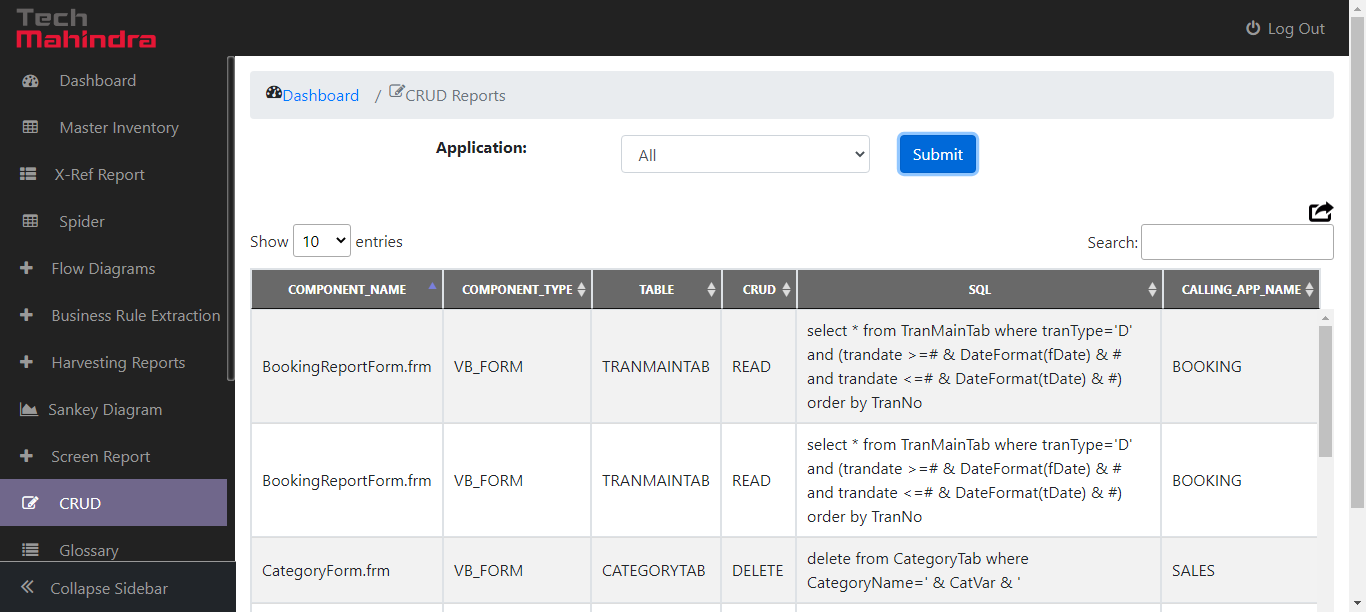 Tech
Mahindra
Log Out
Dashboard
Master Inventory
X-Ref Report
Spider
Flow Diagrams
Business Rule Extraction
Harvesting Reports
Sankey Diagram
Screen Report
CRUD
Glossary
Collapse Sidebar
Dashboard / CRUD Reports
Application: All Submit
Show 10 entries Search:
COMPONENT_NAME COMPONENT_TYPE TABLE CRUD SQL CALLING_APP_NAME
select * from TranMainTab where tranType='D'
and (trandate >=# & DateFormat(fDate) & #
BookingReportForm.frm VB_FORM TRANMAINTAB READ BOOKING
and trandate <=# & DateFormat(tDate) & #)
order by TranNo
select * from TranMainTab where tranType='D'
and (trandate >=# & DateFormat(fDate) & #
BookingReportForm.frm VB_FORM TRANMAINTAB READ BOOKING
and trandate <=# & DateFormat(tDate) & #)
order by TranNo
delete from CategoryTab where
CategoryForm.frm VB_FORM CATEGORYTAB DELETE SALES
CategoryName=' & CatVar & '